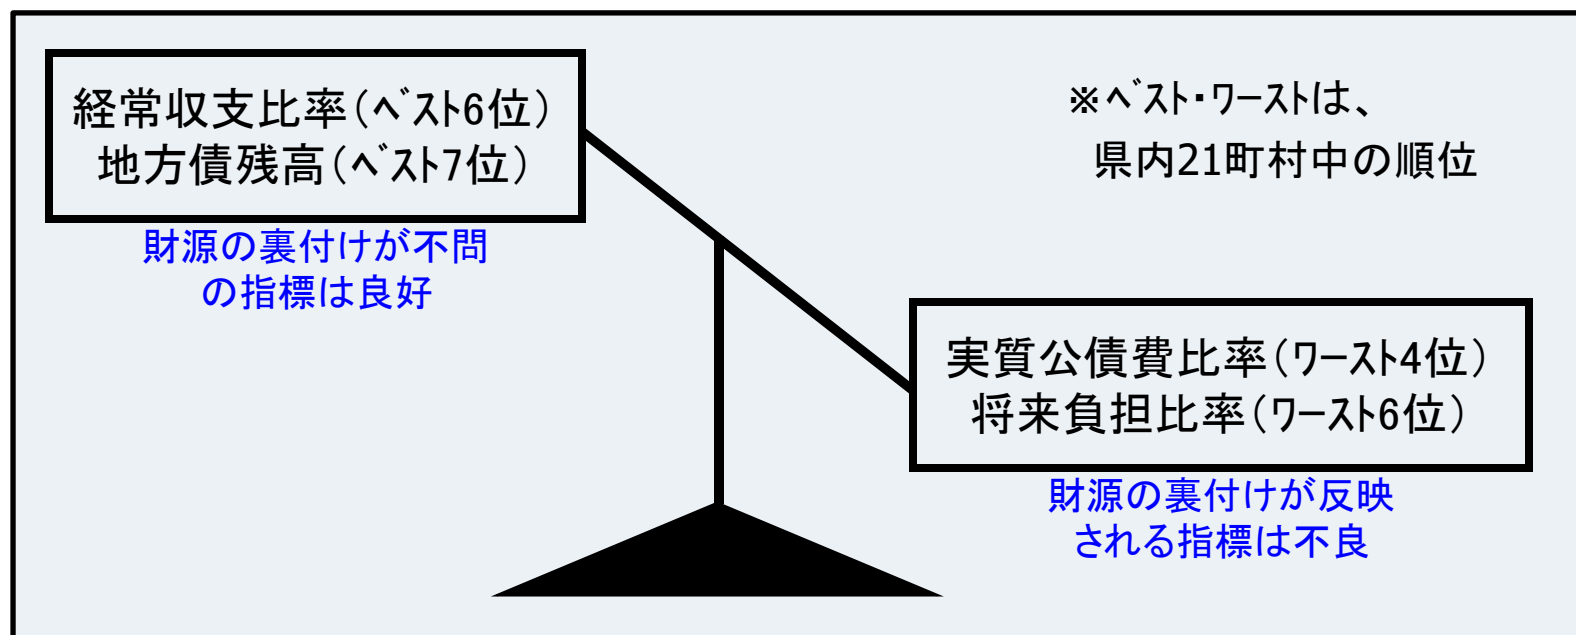 経常収支比率(ﾍﾞｽﾄ6位)
地方債残高(ﾍﾞｽﾄ7位)
財源の裏付けが不問
の指標は良好
※ﾍﾞｽﾄ･ﾜｰｽﾄは、
県内21町村中の順位
実質公債費比率(ﾜｰｽﾄ4位)
将来負担比率(ﾜｰｽﾄ6位)
財源の裏付けが反映
される指標は不良